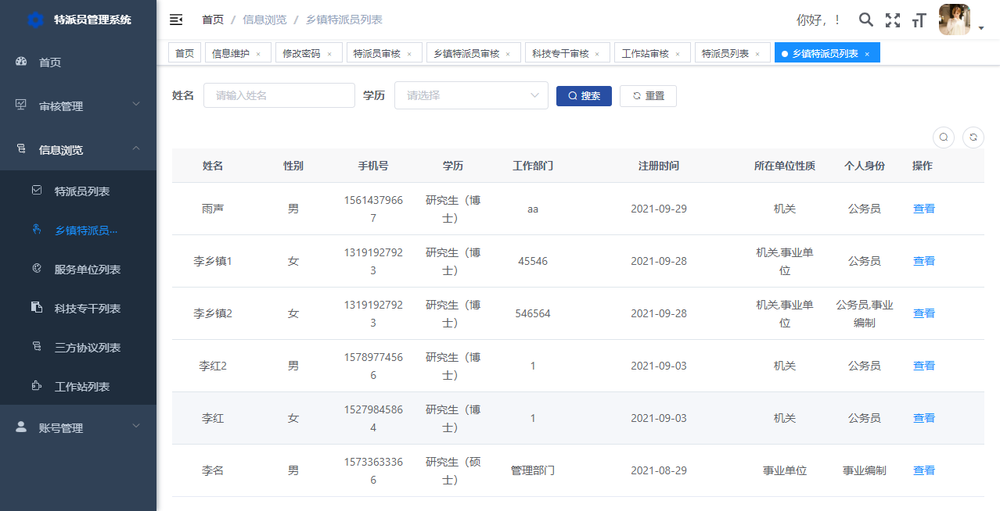 特派员管理系统
首页
审核管理
信息浏览
特派员列表
乡镇特派员...
服务单位列表
科技专干列表
三方协议列表
工作站列表
账号管理
首页 / 信息浏览 / 乡镇特派员列表
你好，！
首页 信息维护 × 修改密码 × 特派员审核 × 乡镇特派员审核 × 科技专干审核 × 工作站审核 × 特派员列表 × 乡镇特派员列表 ×
姓名 请输入姓名 学历 请选择 搜索 重置
姓名 性别 手机号 学历 工作部门 注册时间 所在单位性质 个人身份 操作
雨声 男 1561437966
7 研究生（博
士） aa 2021-09-29 机关 公务员 查看
李乡镇1 女 1319192792
3 研究生（博
士） 45546 2021-09-28 机关,事业单
位 公务员 查看
李乡镇2 女 1319192792
3 研究生（博
士） 546564 2021-09-28 机关,事业单
位 公务员,事业
编制 查看
李红2 男 1578977456
6 研究生（博
士） 1 2021-09-03 机关 公务员 查看
李红 女 1527984586
4 研究生（博
士） 1 2021-09-03 机关 公务员 查看
李名 男 1573363336
6 研究生（硕
士） 管理部门 2021-08-29 事业单位 事业编制 查看